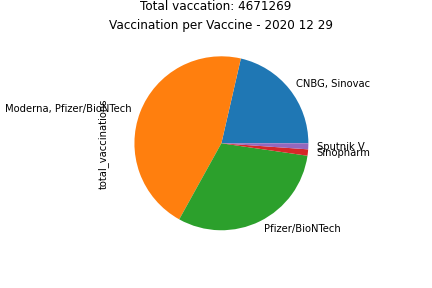 Total vaccation: 4671269
Vaccination per Vaccine - 2020 12 29
CNBG, Sinovac
Moderna, Pfizer/BioNTech
total_vaccinations
Sputnik V
Sinopharm
Pfizer/BioNTech